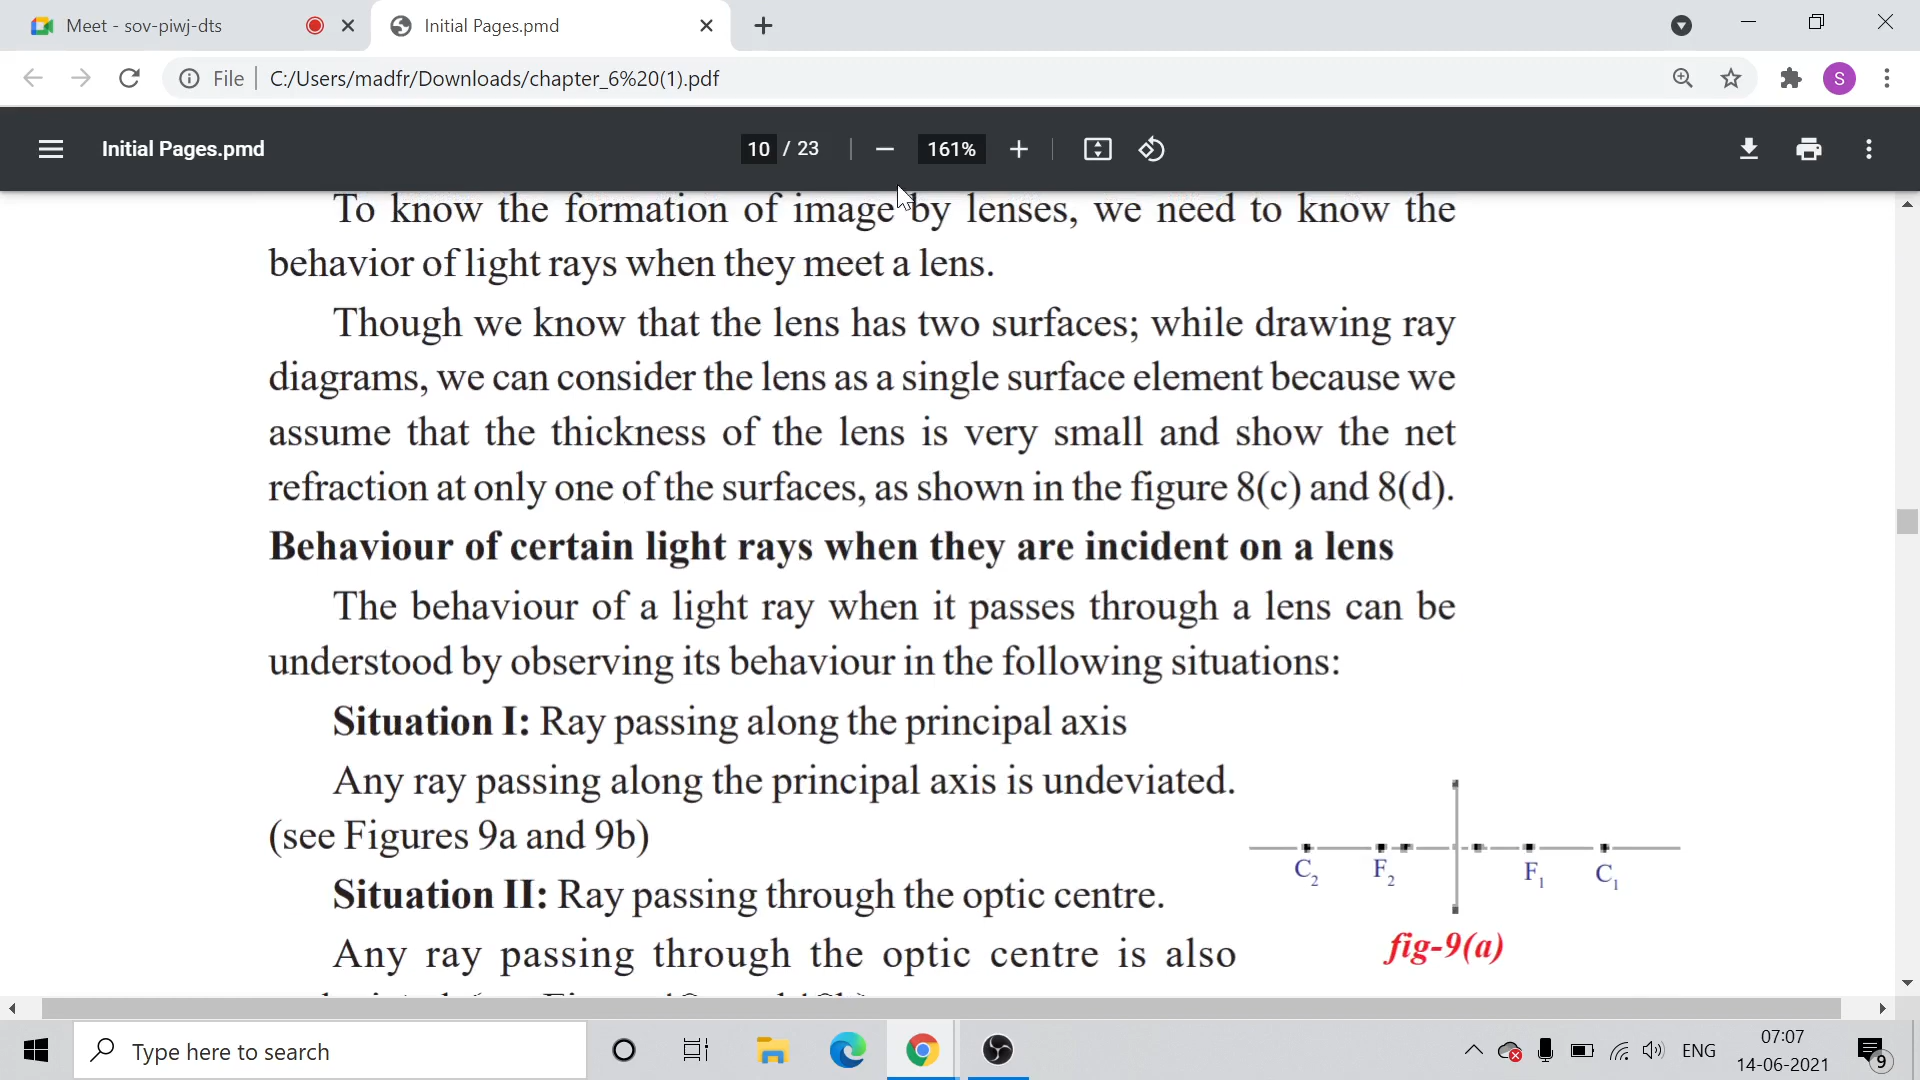 Meet - sov-piwj-dts
Initial Pages.pmd
File
C:/Users/madfr/Downloads/chapter_6%20(1).pdf
S
Initial Pages.pmd
10 / 23
161%
To know the formation of image by lenses, we need to know the
behavior of light rays when they meet a lens.
Though we know that the lens has two surfaces; while drawing ray
diagrams, we can consider the lens as a single surface element because we
assume that the thickness of the lens is very small and show the net
refraction at only one of the surfaces, as shown in the figure 8(c) and 8(d).
Behaviour of certain light rays when they are incident on a lens
The behaviour of a light ray when it passes through a lens can be
understood by observing its behaviour in the following situations:
Situation I: Ray passing along the principal axis
Any ray passing along the principal axis is undeviated.
(see Figures 9a and 9b)
Situation II: Ray passing through the optic centre.
Any ray passing through the optic centre is also
C₂ F₂ F₁ C₁
fig-9(a)
Type here to search
ENG
07:07
14-06-2021
9